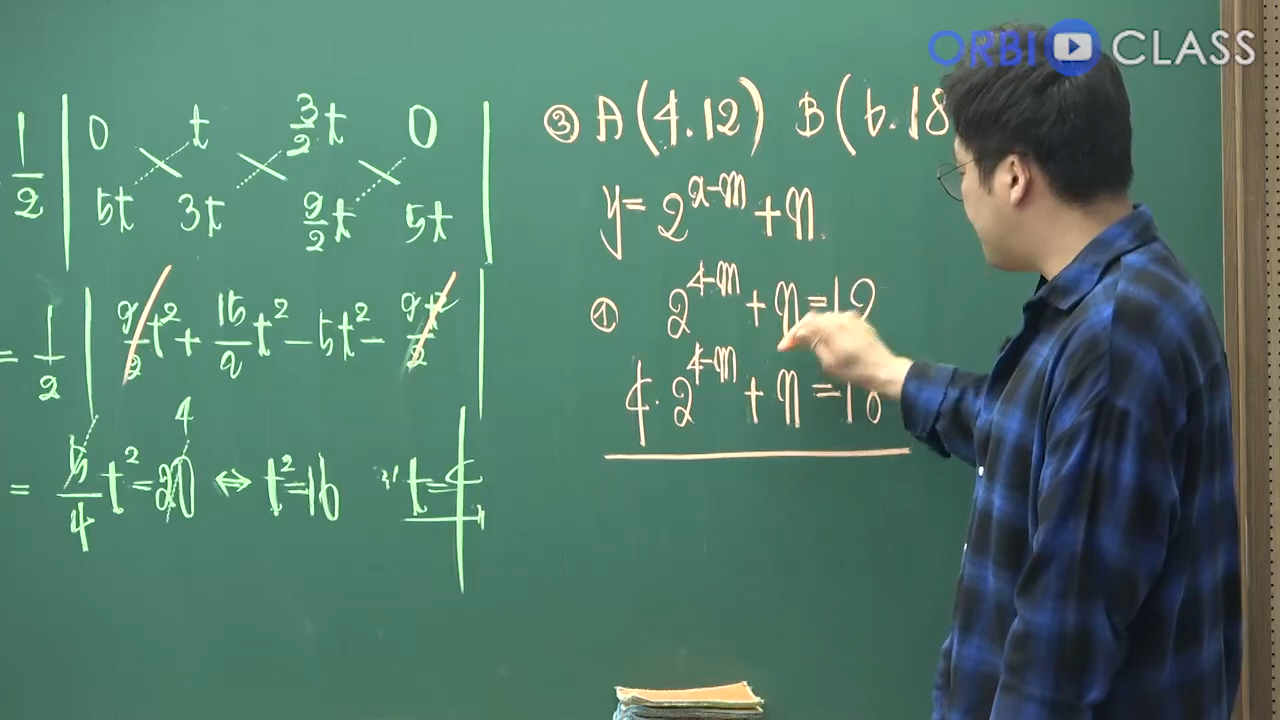 ORBI CLASS
1/2 | 0 t 3/2t 0 |
5t 3t 9/2t 5t
= 1/2 | 9/2t² + 15/2t² - 5t² - 9t²/2 |
4
= 5/4 t² = 20 ⇔ t² = 16 ∴ t = 4
③ A(4.12) B(6.18
y = 2^{x-m} + n
① 2^{4-m} + n = 12
4 · 2^{4-m} + n = 18